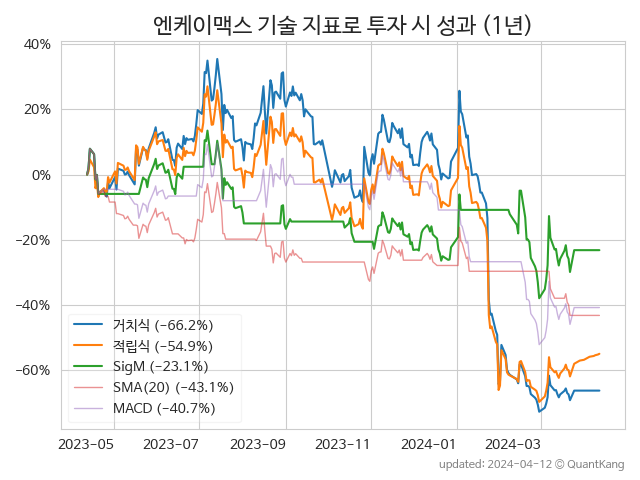 엔케이맥스 기술 지표로 투자 시 성과 (1년)
40%
20%
0%
−20%
−40%
−60%
거치식 (−66.2%)
적립식 (−54.9%)
SigM (−23.1%)
SMA(20) (−43.1%)
MACD (−40.7%)
2023-05 2023-07 2023-09 2023-11 2024-01 2024-03
updated: 2024-04-12 © QuantKang